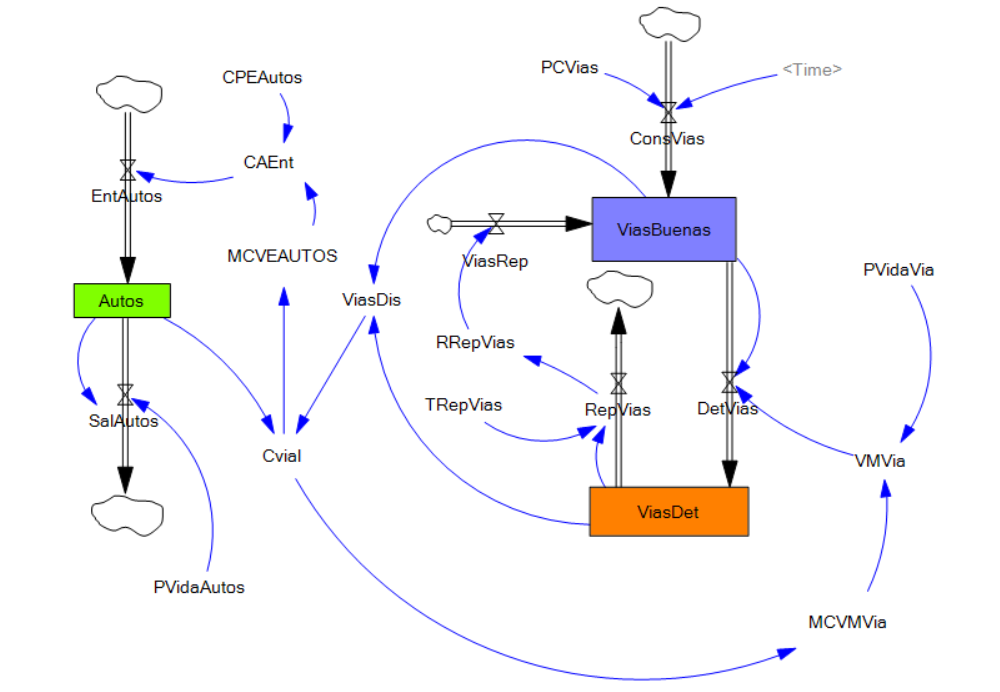 CPEAutos
PCVias
<Time>
ConsVias
CAEnt
EntAutos
ViasBuenas
MCVEAUTOS
ViasRep
PVidaVia
Autos
ViasDis
RRepVias
TRepVias
RepVias
DetVias
SalAutos
Cvial
VMVia
ViasDet
PVidaAutos
MCVMVia